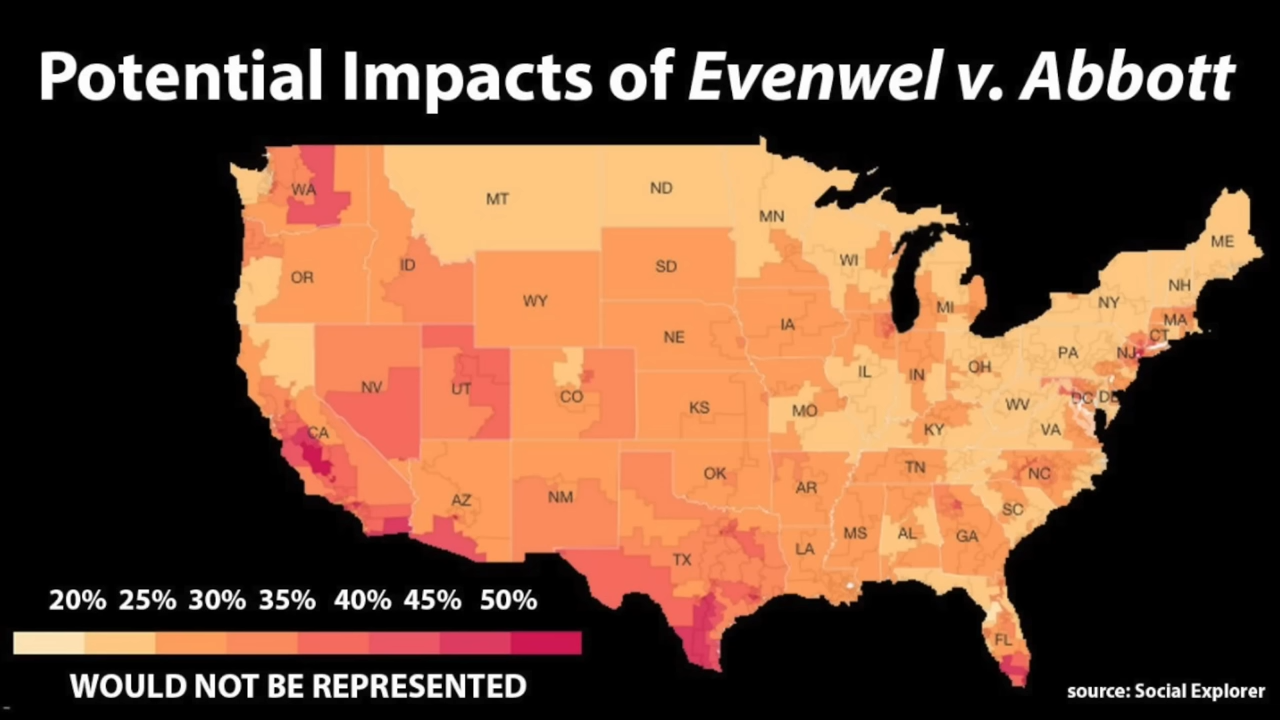 Potential Impacts of Evenwel v. Abbott
WA
MT
ND
MN
ME
OR
ID
SD
WI
NH
WY
MI
NY
MA
NV
UT
CO
NE
IA
IL
IN
OH
PA
NJ
CT
CA
KS
MO
KY
WV
VA
DC
DE
AZ
NM
OK
AR
TN
NC
SC
TX
LA
MS
AL
GA
FL
20% 25% 30% 35% 40% 45% 50%
WOULD NOT BE REPRESENTED
source: Social Explorer